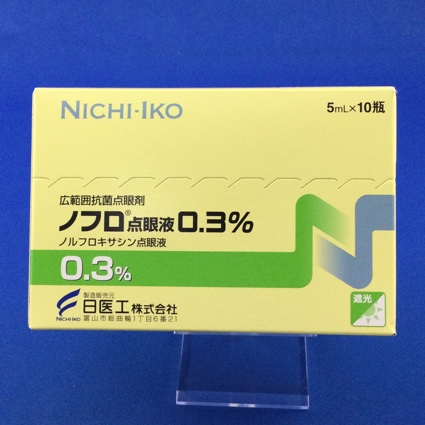 NICHI-IKO
5mL×10瓶
広範囲抗菌点眼剤
ノフロ®点眼液0.3%
ノルフロキサシン点眼液
0.3%
製造販売元
日医工株式会社
NICHI-IKO
富山市総曲輪1丁目6番21
遮光